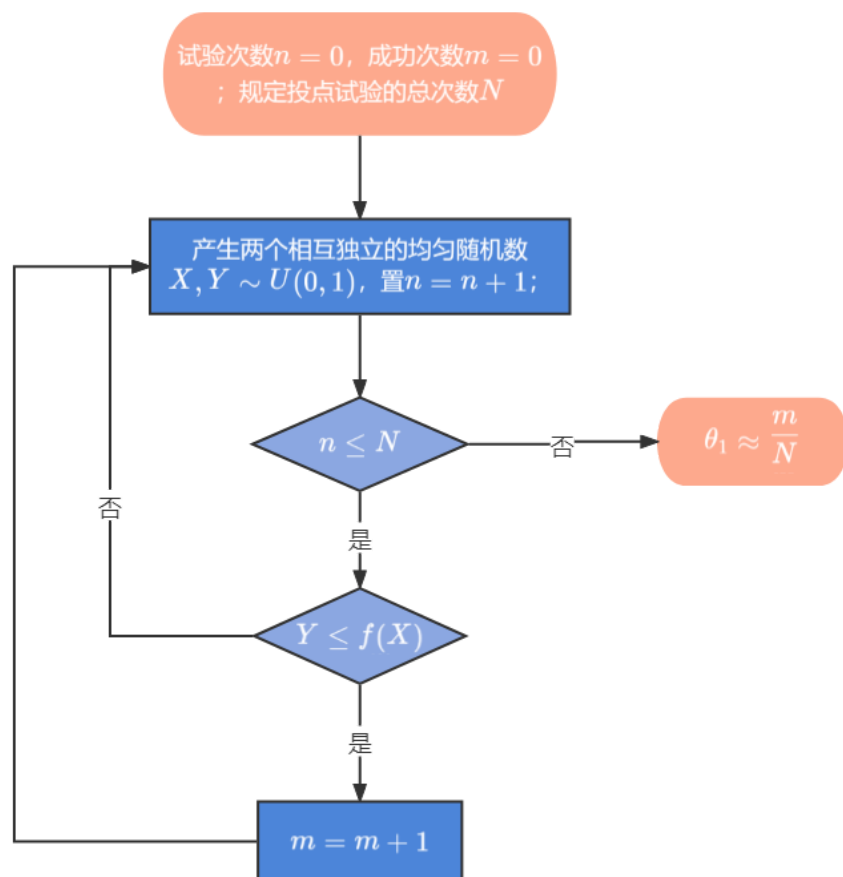 试验次数n = 0，成功次数m = 0
；规定投点试验的总次数N
产生两个相互独立的均匀随机数
X, Y ∼ U(0, 1)，置n = n + 1；
n ≤ N
否
θ₁ ≈ m/N
否
是
Y ≤ f(X)
是
m = m + 1